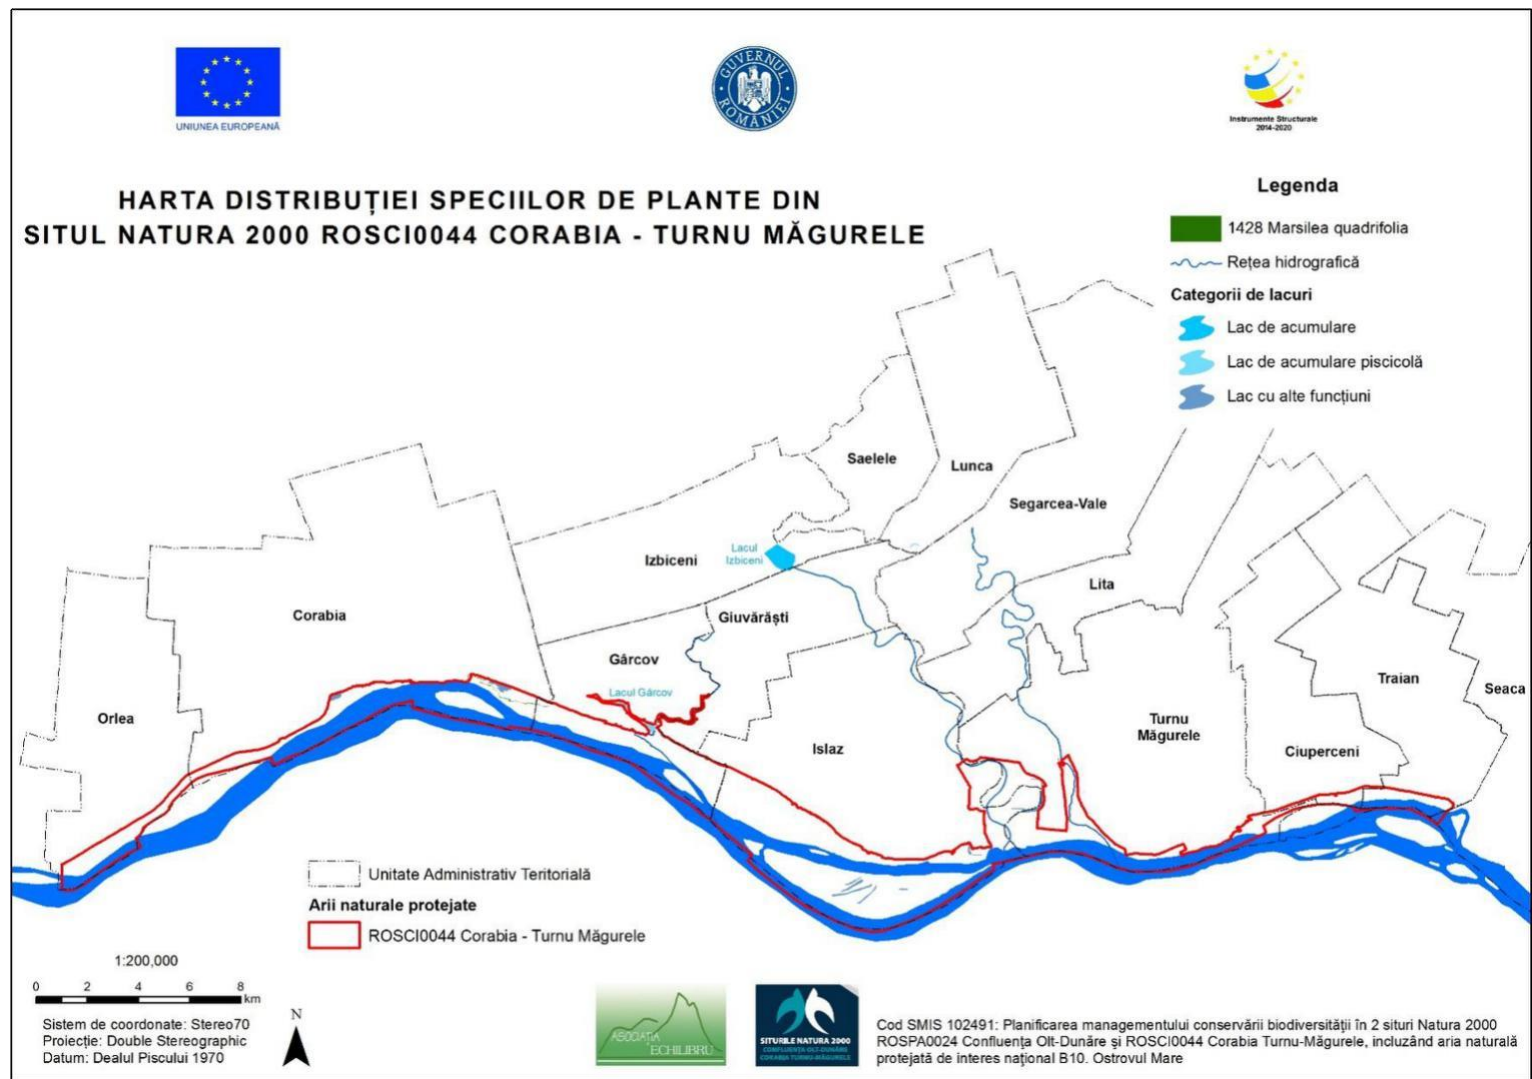 UNIUNEA EUROPEANĂ
GUVERNUL ROMÂNIEI
Instrumente Structurale
2014-2020
HARTA DISTRIBUȚIEI SPECIILOR DE PLANTE DIN
SITUL NATURA 2000 ROSCI0044 CORABIA - TURNU MĂGURELE
Legenda
1428 Marsilea quadrifolia
Rețea hidrografică
Categorii de lacuri
Lac de acumulare
Lac de acumulare piscicolă
Lac cu alte funcțiuni
Saelele
Lunca
Segarcea-Vale
Izbiceni
Lacul
Izbiceni
Lita
Corabia
Giuvărăști
Gârcov
Lacul Gârcov
Orlea
Islaz
Turnu
Măgurele
Ciuperceni
Traian
Seaca
Unitate Administrativ Teritorială
Arii naturale protejate
ROSCI0044 Corabia - Turnu Măgurele
1:200,000
0 2 4 6 8
km
N
Sistem de coordonate: Stereo70
Proiecție: Double Stereographic
Datum: Dealul Piscului 1970
ASOCIAȚIA
ECHILIBRU
SITURILE NATURA 2000
CONFLUENȚA OLT-DUNĂRE
CORABIA TURNU-MĂGURELE
Cod SMIS 102491: Planificarea managementului conservării biodiversității în 2 situri Natura 2000
ROSPA0024 Confluența Olt-Dunăre și ROSCI0044 Corabia Turnu-Măgurele, incluzând aria naturală
protejată de interes național B10. Ostrovul Mare